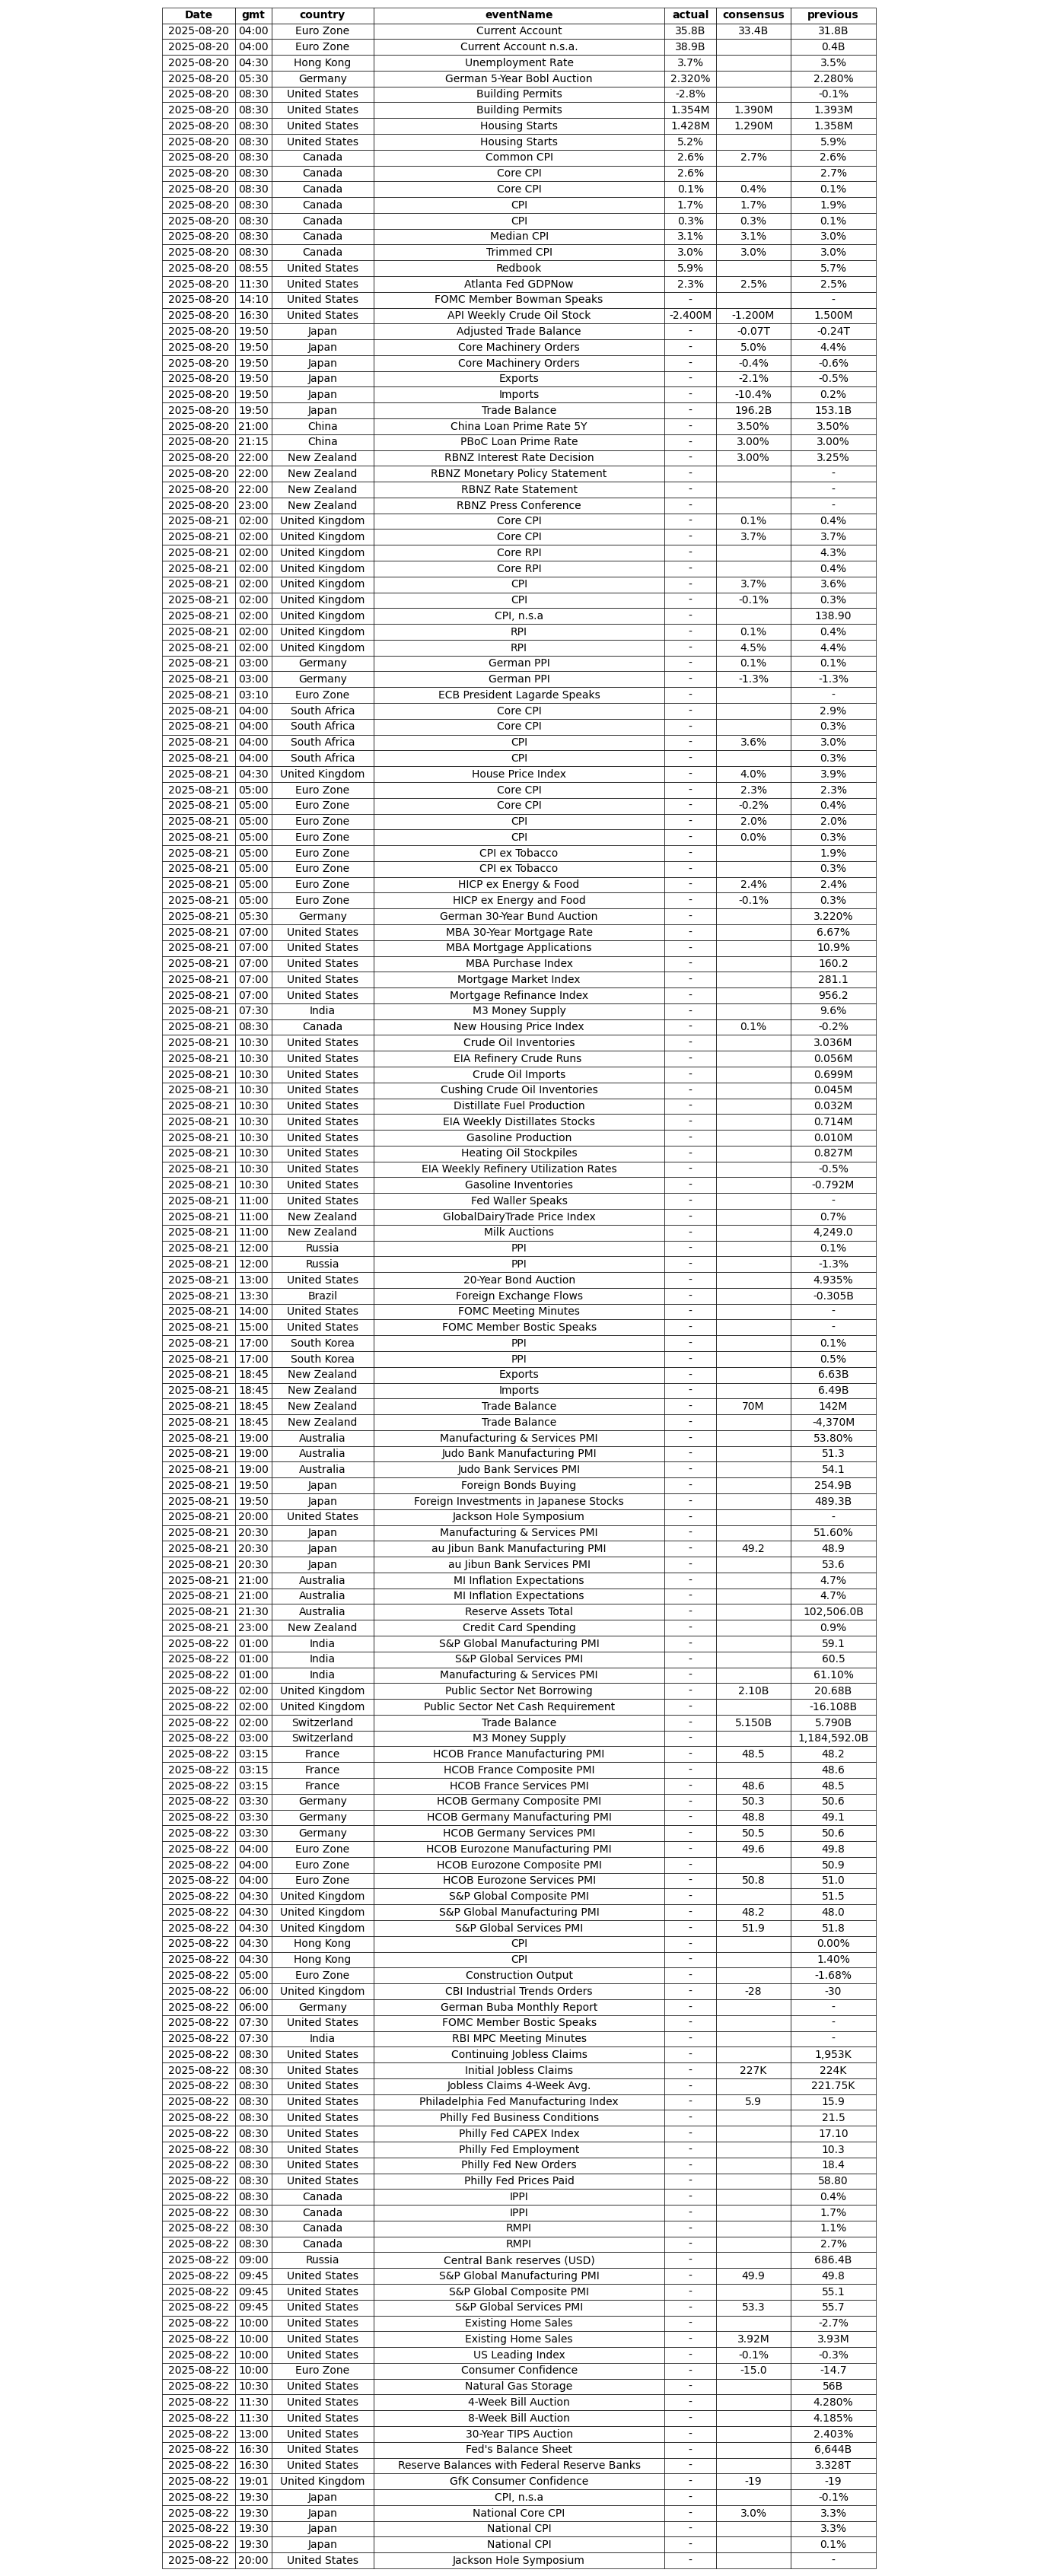 Date gmt country eventName actual consensus previous
2025-08-20 04:00 Euro Zone Current Account 35.8B 33.4B 31.8B
2025-08-20 04:00 Euro Zone Current Account n.s.a. 38.9B 0.4B
2025-08-20 04:30 Hong Kong Unemployment Rate 3.7% 3.5%
2025-08-20 05:30 Germany German 5-Year Bobl Auction 2.320% 2.280%
2025-08-20 08:30 United States Building Permits -2.8% -0.1%
2025-08-20 08:30 United States Building Permits 1.354M 1.390M 1.393M
2025-08-20 08:30 United States Housing Starts 1.428M 1.290M 1.358M
2025-08-20 08:30 United States Housing Starts 5.2% 5.9%
2025-08-20 08:30 Canada Common CPI 2.6% 2.7% 2.6%
2025-08-20 08:30 Canada Core CPI 2.6% 2.7%
2025-08-20 08:30 Canada Core CPI 0.1% 0.4% 0.1%
2025-08-20 08:30 Canada CPI 1.7% 1.7% 1.9%
2025-08-20 08:30 Canada CPI 0.3% 0.3% 0.1%
2025-08-20 08:30 Canada Median CPI 3.1% 3.1% 3.0%
2025-08-20 08:30 Canada Trimmed CPI 3.0% 3.0% 3.0%
2025-08-20 08:55 United States Redbook 5.9% 5.7%
2025-08-20 11:30 United States Atlanta Fed GDPNow 2.3% 2.5% 2.5%
2025-08-20 14:10 United States FOMC Member Bowman Speaks - -
2025-08-20 16:30 United States API Weekly Crude Oil Stock -2.400M -1.200M 1.500M
2025-08-20 19:50 Japan Adjusted Trade Balance - -0.07T -0.24T
2025-08-20 19:50 Japan Core Machinery Orders - 5.0% 4.4%
2025-08-20 19:50 Japan Core Machinery Orders - -0.4% -0.6%
2025-08-20 19:50 Japan Exports - -2.1% -0.5%
2025-08-20 19:50 Japan Imports - -10.4% 0.2%
2025-08-20 19:50 Japan Trade Balance - 196.2B 153.1B
2025-08-20 21:00 China China Loan Prime Rate 5Y - 3.50% 3.50%
2025-08-20 21:15 China PBoC Loan Prime Rate - 3.00% 3.00%
2025-08-20 22:00 New Zealand RBNZ Interest Rate Decision - 3.00% 3.25%
2025-08-20 22:00 New Zealand RBNZ Monetary Policy Statement - -
2025-08-20 22:00 New Zealand RBNZ Rate Statement - -
2025-08-20 23:00 New Zealand RBNZ Press Conference - -
2025-08-21 02:00 United Kingdom Core CPI - 0.1% 0.4%
2025-08-21 02:00 United Kingdom Core CPI - 3.7% 3.7%
2025-08-21 02:00 United Kingdom Core RPI - 4.3%
2025-08-21 02:00 United Kingdom Core RPI - 0.4%
2025-08-21 02:00 United Kingdom CPI - 3.7% 3.6%
2025-08-21 02:00 United Kingdom CPI - -0.1% 0.3%
2025-08-21 02:00 United Kingdom CPI, n.s.a - 138.90
2025-08-21 02:00 United Kingdom RPI - 0.1% 0.4%
2025-08-21 02:00 United Kingdom RPI - 4.5% 4.4%
2025-08-21 03:00 Germany German PPI - 0.1% 0.1%
2025-08-21 03:00 Germany German PPI - -1.3% -1.3%
2025-08-21 03:10 Euro Zone ECB President Lagarde Speaks - -
2025-08-21 04:00 South Africa Core CPI - 2.9%
2025-08-21 04:00 South Africa Core CPI - 0.3%
2025-08-21 04:00 South Africa CPI - 3.6% 3.0%
2025-08-21 04:00 South Africa CPI - 0.3%
2025-08-21 04:30 United Kingdom House Price Index - 4.0% 3.9%
2025-08-21 05:00 Euro Zone Core CPI - 2.3% 2.3%
2025-08-21 05:00 Euro Zone Core CPI - -0.2% 0.4%
2025-08-21 05:00 Euro Zone CPI - 2.0% 2.0%
2025-08-21 05:00 Euro Zone CPI - 0.0% 0.3%
2025-08-21 05:00 Euro Zone CPI ex Tobacco - 1.9%
2025-08-21 05:00 Euro Zone CPI ex Tobacco - 0.3%
2025-08-21 05:00 Euro Zone HICP ex Energy & Food - 2.4% 2.4%
2025-08-21 05:00 Euro Zone HICP ex Energy and Food - -0.1% 0.3%
2025-08-21 05:30 Germany German 30-Year Bund Auction - 3.220%
2025-08-21 07:00 United States MBA 30-Year Mortgage Rate - 6.67%
2025-08-21 07:00 United States MBA Mortgage Applications - 10.9%
2025-08-21 07:00 United States MBA Purchase Index - 160.2
2025-08-21 07:00 United States Mortgage Market Index - 281.1
2025-08-21 07:00 United States Mortgage Refinance Index - 956.2
2025-08-21 07:30 India M3 Money Supply - 9.6%
2025-08-21 08:30 Canada New Housing Price Index - 0.1% -0.2%
2025-08-21 10:30 United States Crude Oil Inventories - 3.036M
2025-08-21 10:30 United States EIA Refinery Crude Runs - 0.056M
2025-08-21 10:30 United States Crude Oil Imports - 0.699M
2025-08-21 10:30 United States Cushing Crude Oil Inventories - 0.045M
2025-08-21 10:30 United States Distillate Fuel Production - 0.032M
2025-08-21 10:30 United States EIA Weekly Distillates Stocks - 0.714M
2025-08-21 10:30 United States Gasoline Production - 0.010M
2025-08-21 10:30 United States Heating Oil Stockpiles - 0.827M
2025-08-21 10:30 United States EIA Weekly Refinery Utilization Rates - -0.5%
2025-08-21 10:30 United States Gasoline Inventories - -0.792M
2025-08-21 11:00 United States Fed Waller Speaks - -
2025-08-21 11:00 New Zealand GlobalDairyTrade Price Index - 0.7%
2025-08-21 11:00 New Zealand Milk Auctions - 4,249.0
2025-08-21 12:00 Russia PPI - 0.1%
2025-08-21 12:00 Russia PPI - -1.3%
2025-08-21 13:00 United States 20-Year Bond Auction - 4.935%
2025-08-21 13:30 Brazil Foreign Exchange Flows - -0.305B
2025-08-21 14:00 United States FOMC Meeting Minutes - -
2025-08-21 15:00 United States FOMC Member Bostic Speaks - -
2025-08-21 17:00 South Korea PPI - 0.1%
2025-08-21 17:00 South Korea PPI - 0.5%
2025-08-21 18:45 New Zealand Exports - 6.63B
2025-08-21 18:45 New Zealand Imports - 6.49B
2025-08-21 18:45 New Zealand Trade Balance - 70M 142M
2025-08-21 18:45 New Zealand Trade Balance - -4,370M
2025-08-21 19:00 Australia Manufacturing & Services PMI - 53.80%
2025-08-21 19:00 Australia Judo Bank Manufacturing PMI - 51.3
2025-08-21 19:00 Australia Judo Bank Services PMI - 54.1
2025-08-21 19:50 Japan Foreign Bonds Buying - 254.9B
2025-08-21 19:50 Japan Foreign Investments in Japanese Stocks - 489.3B
2025-08-21 20:00 United States Jackson Hole Symposium - -
2025-08-21 20:30 Japan Manufacturing & Services PMI - 51.60%
2025-08-21 20:30 Japan au Jibun Bank Manufacturing PMI - 49.2 48.9
2025-08-21 20:30 Japan au Jibun Bank Services PMI - 53.6
2025-08-21 21:00 Australia MI Inflation Expectations - 4.7%
2025-08-21 21:00 Australia MI Inflation Expectations - 4.7%
2025-08-21 21:30 Australia Reserve Assets Total - 102,506.0B
2025-08-21 23:00 New Zealand Credit Card Spending - 0.9%
2025-08-22 01:00 India S&P Global Manufacturing PMI - 59.1
2025-08-22 01:00 India S&P Global Services PMI - 60.5
2025-08-22 01:00 India Manufacturing & Services PMI - 61.10%
2025-08-22 02:00 United Kingdom Public Sector Net Borrowing - 2.10B 20.68B
2025-08-22 02:00 United Kingdom Public Sector Net Cash Requirement - -16.108B
2025-08-22 02:00 Switzerland Trade Balance - 5.150B 5.790B
2025-08-22 03:00 Switzerland M3 Money Supply - 1,184,592.0B
2025-08-22 03:15 France HCOB France Manufacturing PMI - 48.5 48.2
2025-08-22 03:15 France HCOB France Composite PMI - 48.6
2025-08-22 03:15 France HCOB France Services PMI - 48.6 48.5
2025-08-22 03:30 Germany HCOB Germany Composite PMI - 50.3 50.6
2025-08-22 03:30 Germany HCOB Germany Manufacturing PMI - 48.8 49.1
2025-08-22 03:30 Germany HCOB Germany Services PMI - 50.5 50.6
2025-08-22 04:00 Euro Zone HCOB Eurozone Manufacturing PMI - 49.6 49.8
2025-08-22 04:00 Euro Zone HCOB Eurozone Composite PMI - 50.9
2025-08-22 04:00 Euro Zone HCOB Eurozone Services PMI - 50.8 51.0
2025-08-22 04:30 United Kingdom S&P Global Composite PMI - 51.5
2025-08-22 04:30 United Kingdom S&P Global Manufacturing PMI - 48.2 48.0
2025-08-22 04:30 United Kingdom S&P Global Services PMI - 51.9 51.8
2025-08-22 04:30 Hong Kong CPI - 0.00%
2025-08-22 04:30 Hong Kong CPI - 1.40%
2025-08-22 05:00 Euro Zone Construction Output - -1.68%
2025-08-22 06:00 United Kingdom CBI Industrial Trends Orders - -28 -30
2025-08-22 06:00 Germany German Buba Monthly Report - -
2025-08-22 07:30 United States FOMC Member Bostic Speaks - -
2025-08-22 07:30 India RBI MPC Meeting Minutes - -
2025-08-22 08:30 United States Continuing Jobless Claims - 1,953K
2025-08-22 08:30 United States Initial Jobless Claims - 227K 224K
2025-08-22 08:30 United States Jobless Claims 4-Week Avg. - 221.75K
2025-08-22 08:30 United States Philadelphia Fed Manufacturing Index - 5.9 15.9
2025-08-22 08:30 United States Philly Fed Business Conditions - 21.5
2025-08-22 08:30 United States Philly Fed CAPEX Index - 17.10
2025-08-22 08:30 United States Philly Fed Employment - 10.3
2025-08-22 08:30 United States Philly Fed New Orders - 18.4
2025-08-22 08:30 United States Philly Fed Prices Paid - 58.80
2025-08-22 08:30 Canada IPPI - 0.4%
2025-08-22 08:30 Canada IPPI - 1.7%
2025-08-22 08:30 Canada RMPI - 1.1%
2025-08-22 08:30 Canada RMPI - 2.7%
2025-08-22 09:00 Russia Central Bank reserves (USD) - 686.4B
2025-08-22 09:45 United States S&P Global Manufacturing PMI - 49.9 49.8
2025-08-22 09:45 United States S&P Global Composite PMI - 55.1
2025-08-22 09:45 United States S&P Global Services PMI - 53.3 55.7
2025-08-22 10:00 United States Existing Home Sales - -2.7%
2025-08-22 10:00 United States Existing Home Sales - 3.92M 3.93M
2025-08-22 10:00 United States US Leading Index - -0.1% -0.3%
2025-08-22 10:00 Euro Zone Consumer Confidence - -15.0 -14.7
2025-08-22 10:30 United States Natural Gas Storage - 56B
2025-08-22 11:30 United States 4-Week Bill Auction - 4.280%
2025-08-22 11:30 United States 8-Week Bill Auction - 4.185%
2025-08-22 13:00 United States 30-Year TIPS Auction - 2.403%
2025-08-22 16:30 United States Fed's Balance Sheet - 6,644B
2025-08-22 16:30 United States Reserve Balances with Federal Reserve Banks - 3.328T
2025-08-22 19:01 United Kingdom GfK Consumer Confidence - -19 -19
2025-08-22 19:30 Japan CPI, n.s.a - -0.1%
2025-08-22 19:30 Japan National Core CPI - 3.0% 3.3%
2025-08-22 19:30 Japan National CPI - 3.3%
2025-08-22 19:30 Japan National CPI - 0.1%
2025-08-22 20:00 United States Jackson Hole Symposium - -